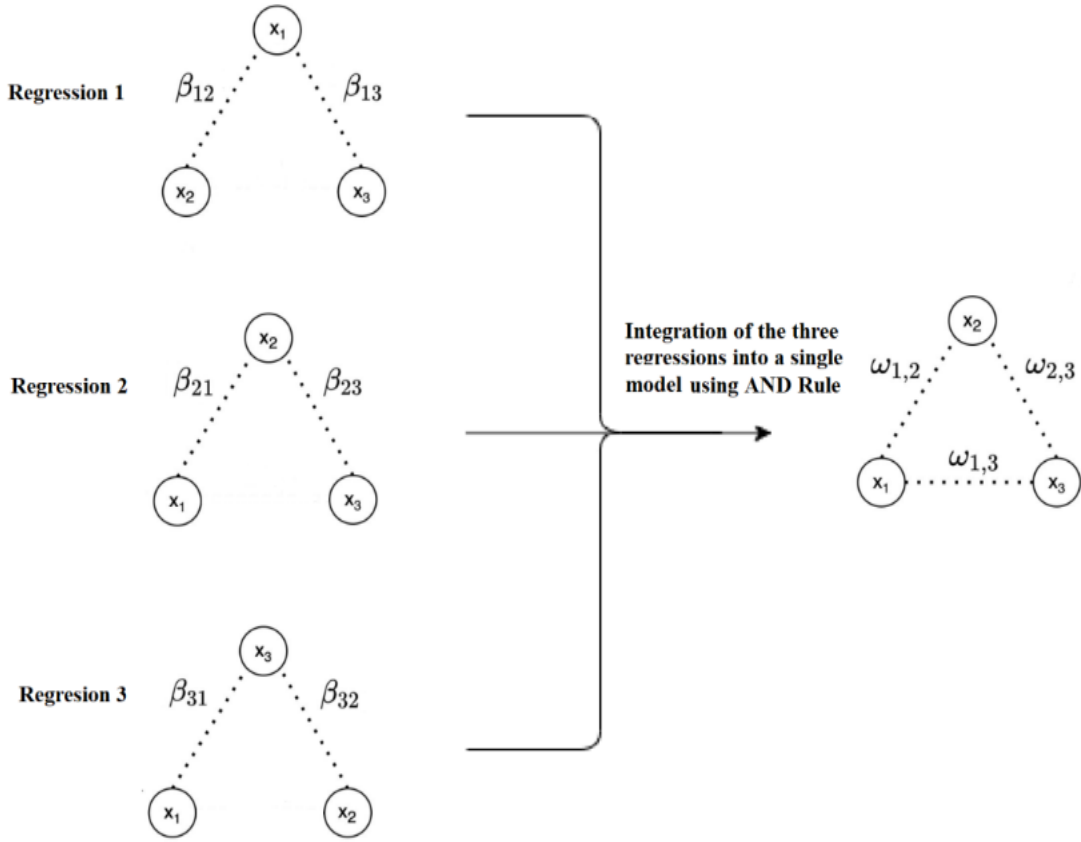 x₁
Regression 1
β₁₂
β₁₃
x₂
x₃
x₂
Regression 2
β₂₁
β₂₃
x₁
x₃
x₃
Regresion 3
β₃₁
β₃₂
x₁
x₂
Integration of the three
regressions into a single
model using AND Rule
x₂
ω₁,₂
ω₂,₃
ω₁,₃
x₁
x₃